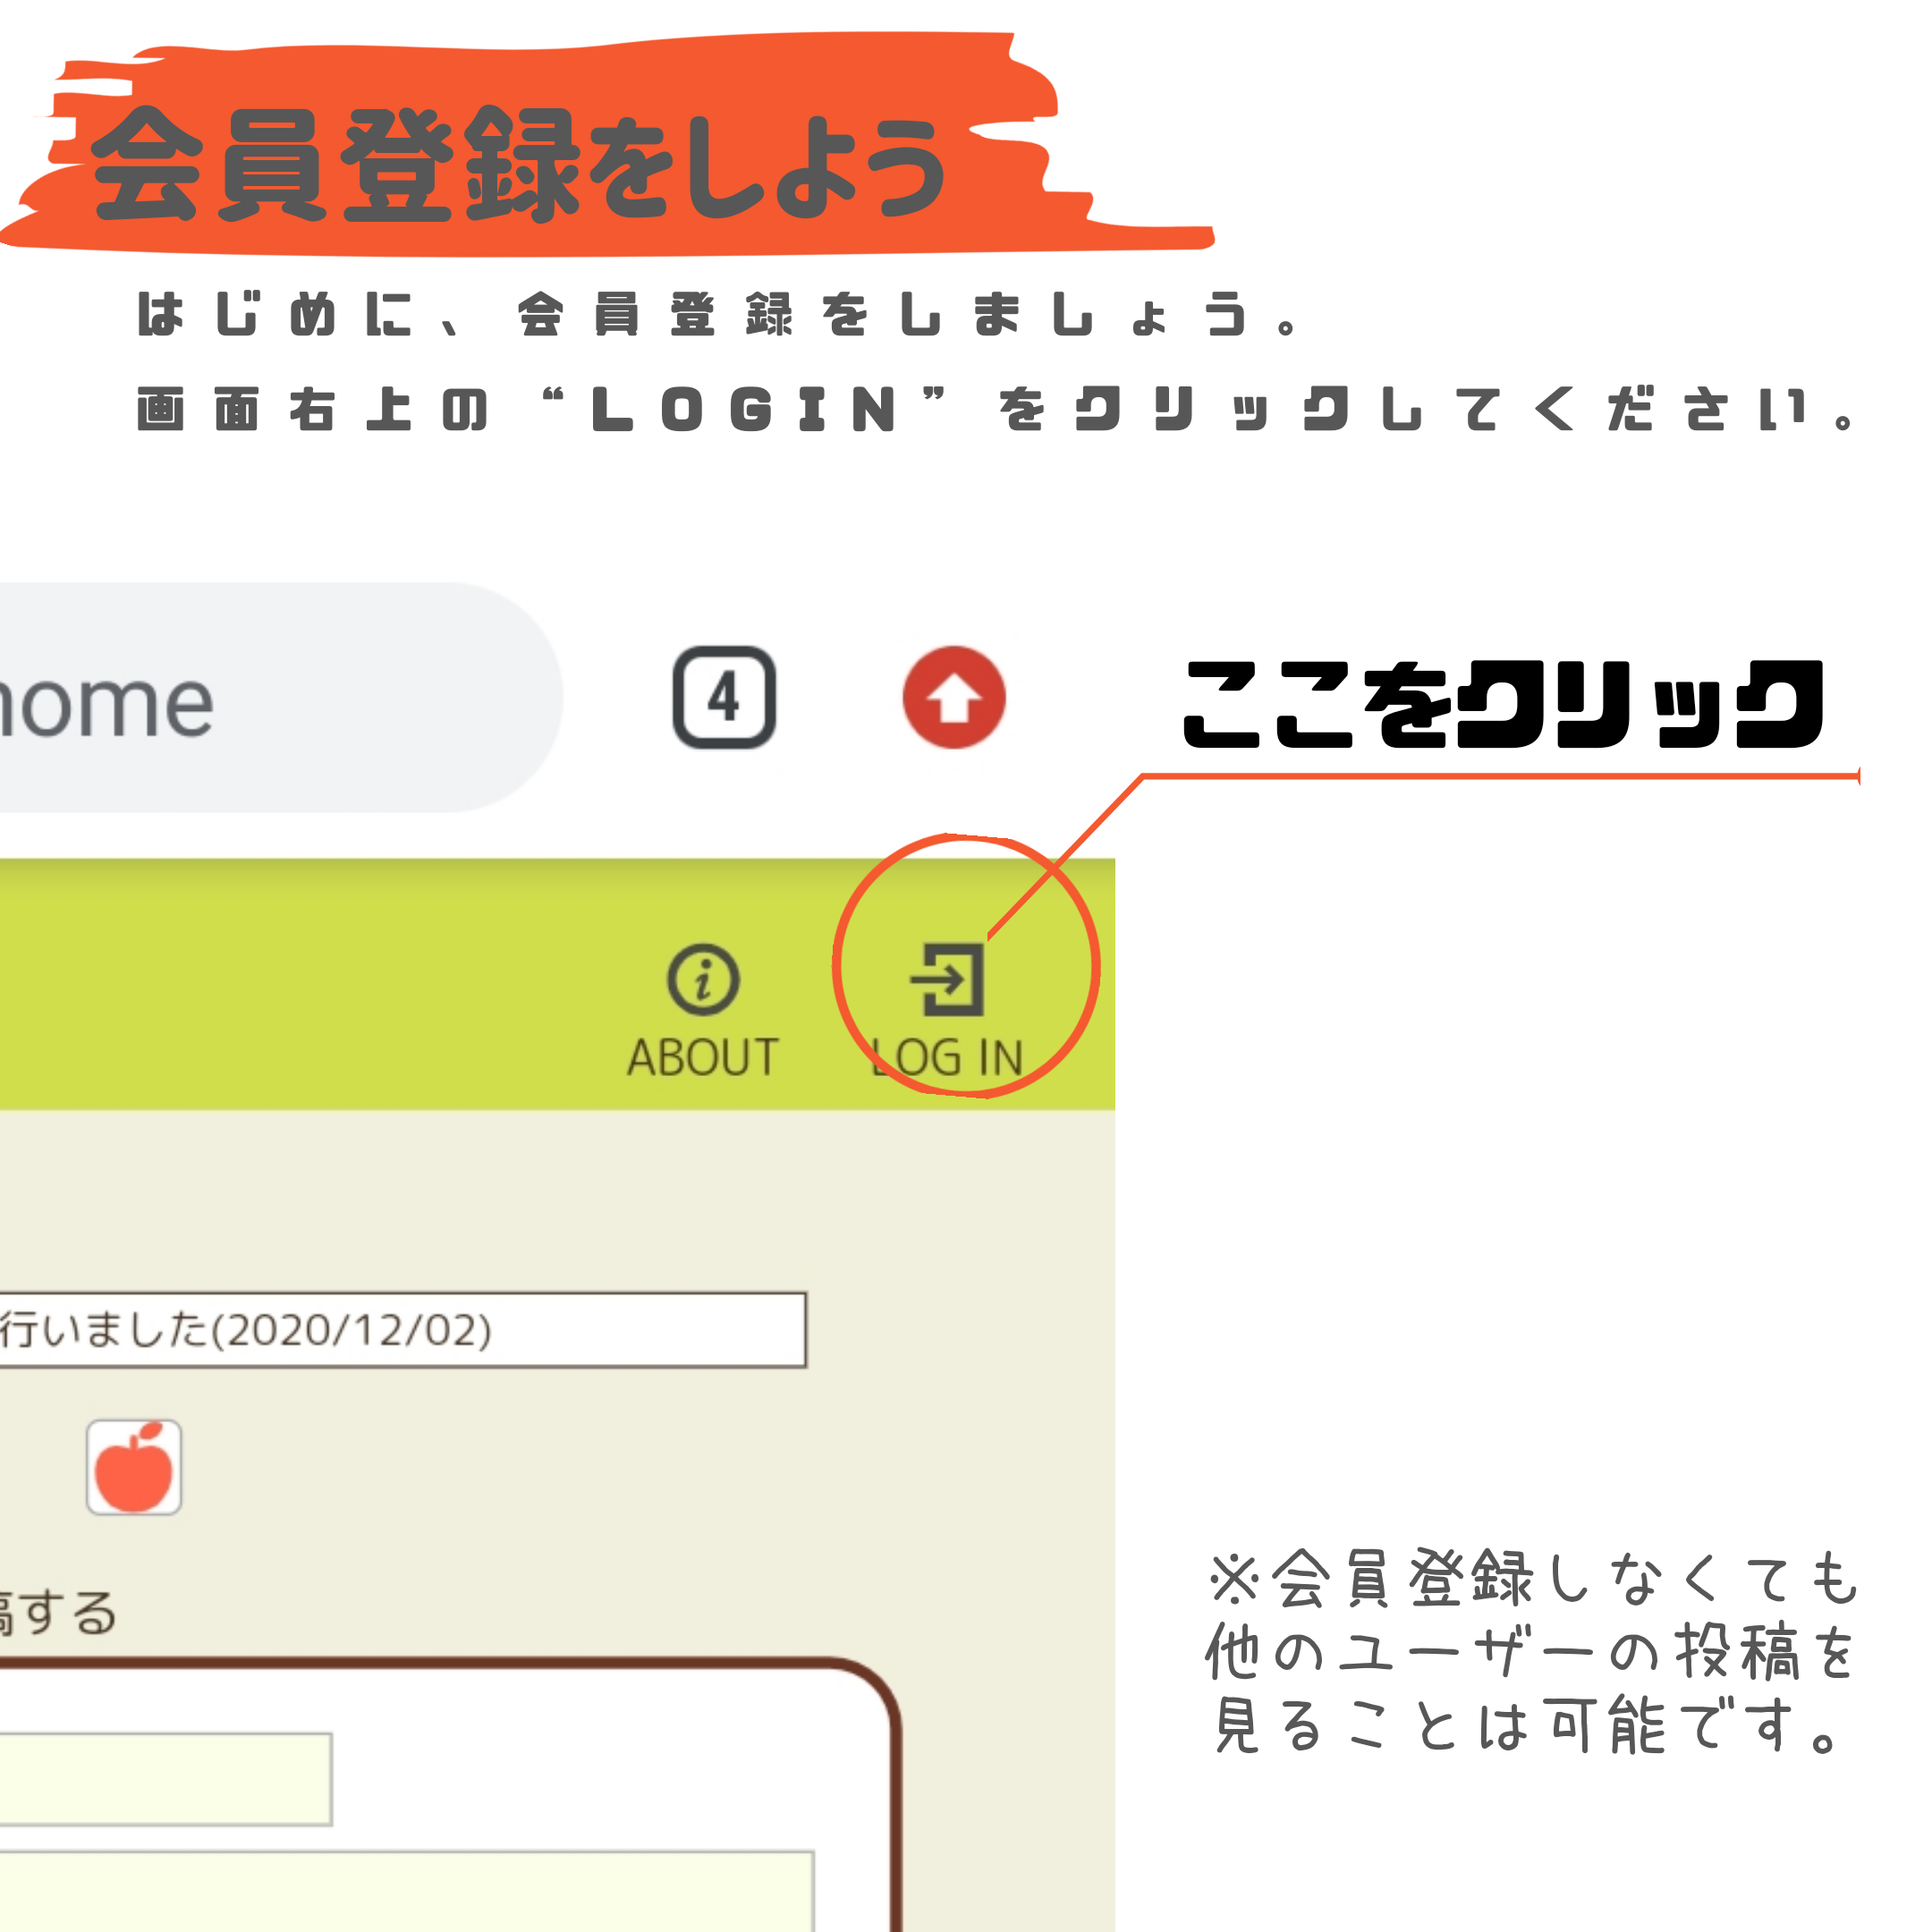 会員登録をしよう
はじめに、会員登録をしましょう。
画面右上の“LOGIN”をクリックしてください。
home
4
ここをクリック
i
ABOUT
LOG IN
行いました(2020/12/02)
稿する
※会員登録しなくても
他のユーザーの投稿を
見ることは可能です。